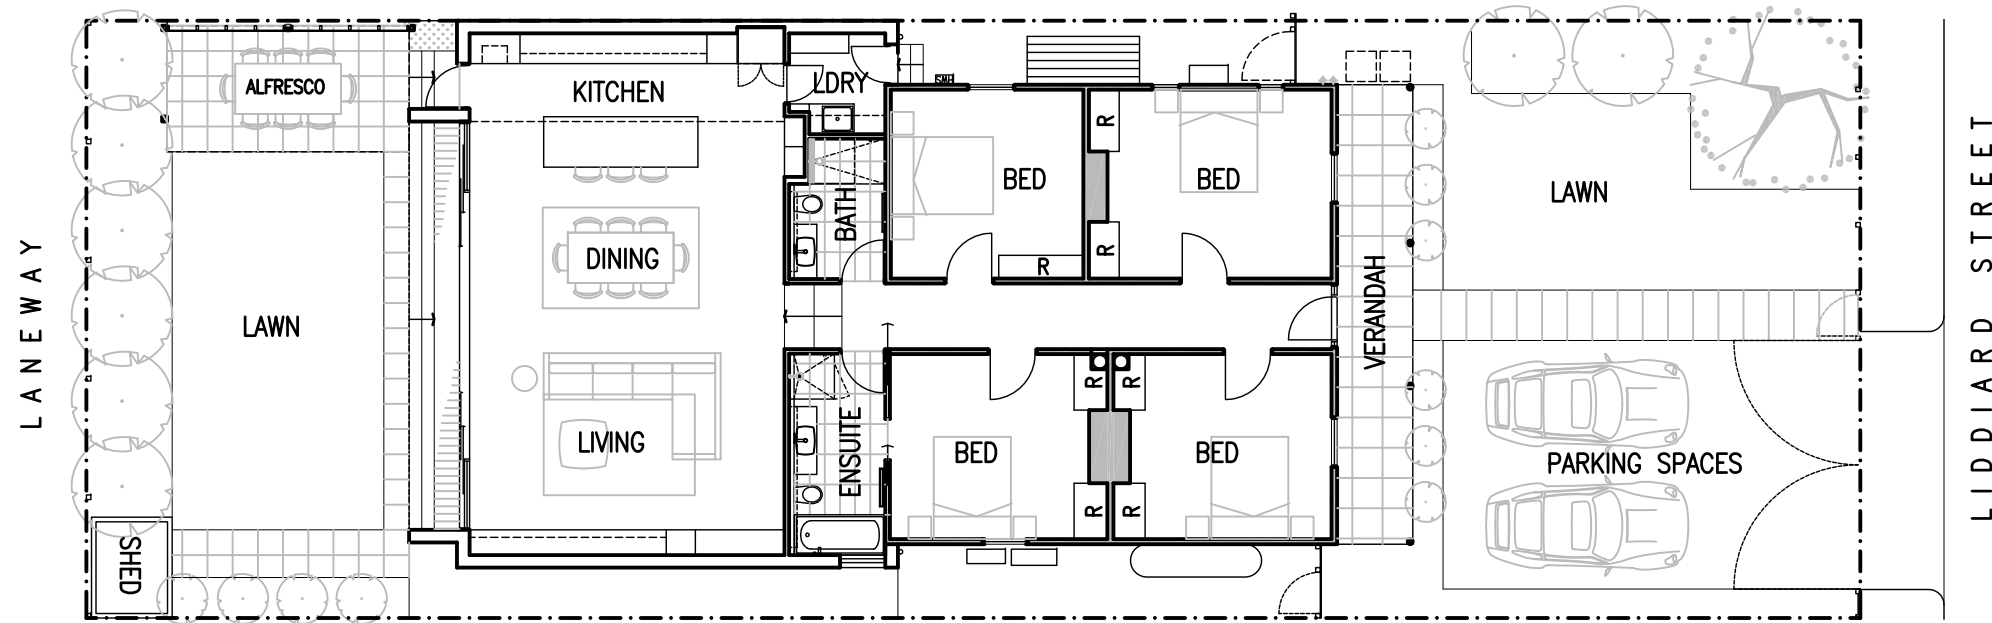 LANEWAY
ALFRESCO
LAWN
SHED
KITCHEN
DINING
LIVING
LDRY
BATH
ENSUITE
SMH
BED
R
R
R
BED
BED
R
R
R
R
BED
VERANDAH
LAWN
PARKING SPACES
LIDDIARD STREET